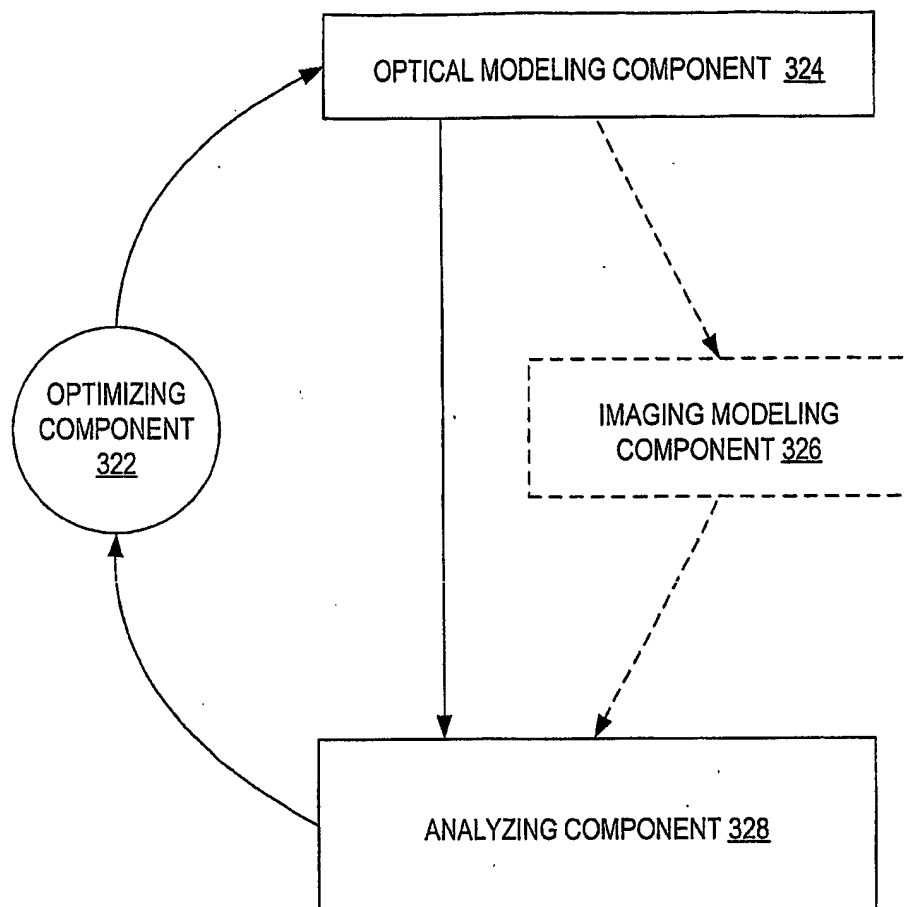 OPTICAL MODELING COMPONENT 324
OPTIMIZING
COMPONENT
322
IMAGING MODELING
COMPONENT 326
ANALYZING COMPONENT 328